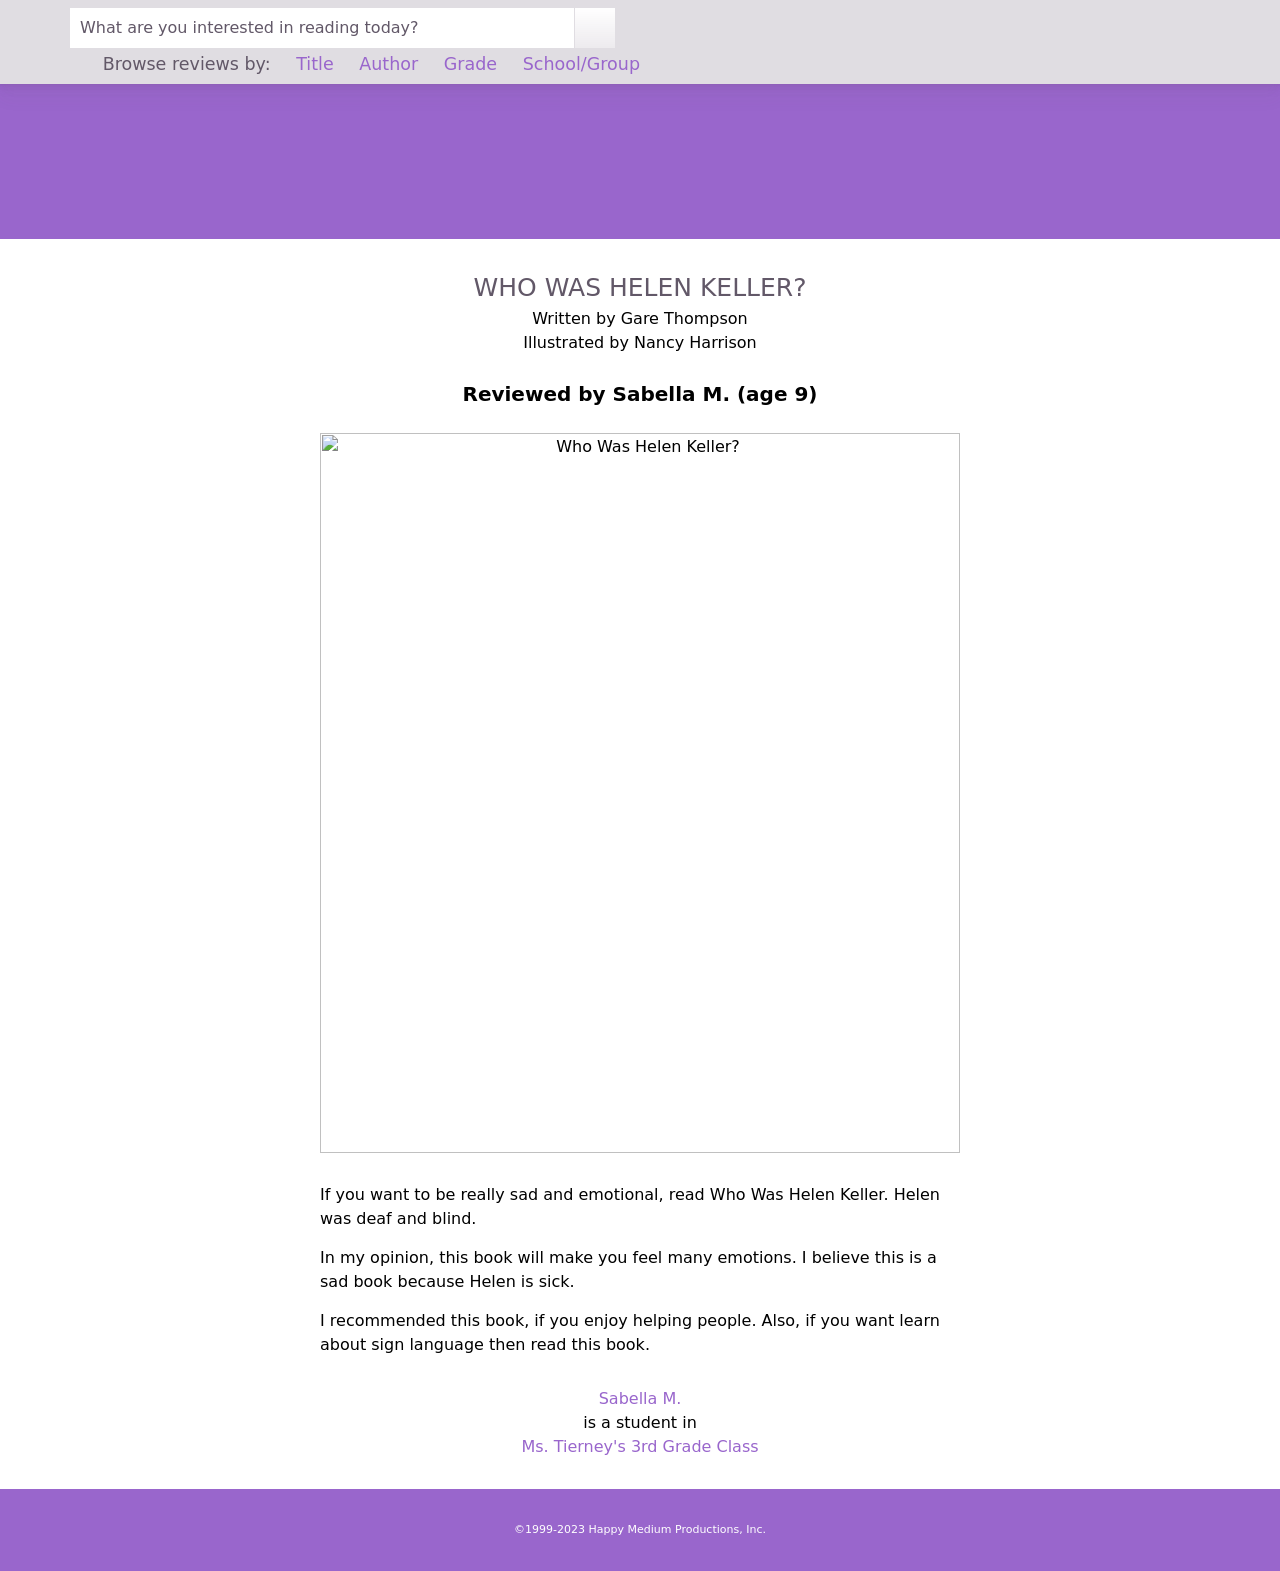 What are you interested in reading today?
Browse reviews by: Title Author Grade School/Group
WHO WAS HELEN KELLER?
Written by Gare Thompson
Illustrated by Nancy Harrison
Reviewed by Sabella M. (age 9)
Who Was Helen Keller?
If you want to be really sad and emotional, read Who Was Helen Keller. Helen
was deaf and blind.
In my opinion, this book will make you feel many emotions. I believe this is a
sad book because Helen is sick.
I recommended this book, if you enjoy helping people. Also, if you want learn
about sign language then read this book.
Sabella M.
is a student in
Ms. Tierney's 3rd Grade Class
©1999-2023 Happy Medium Productions, Inc.